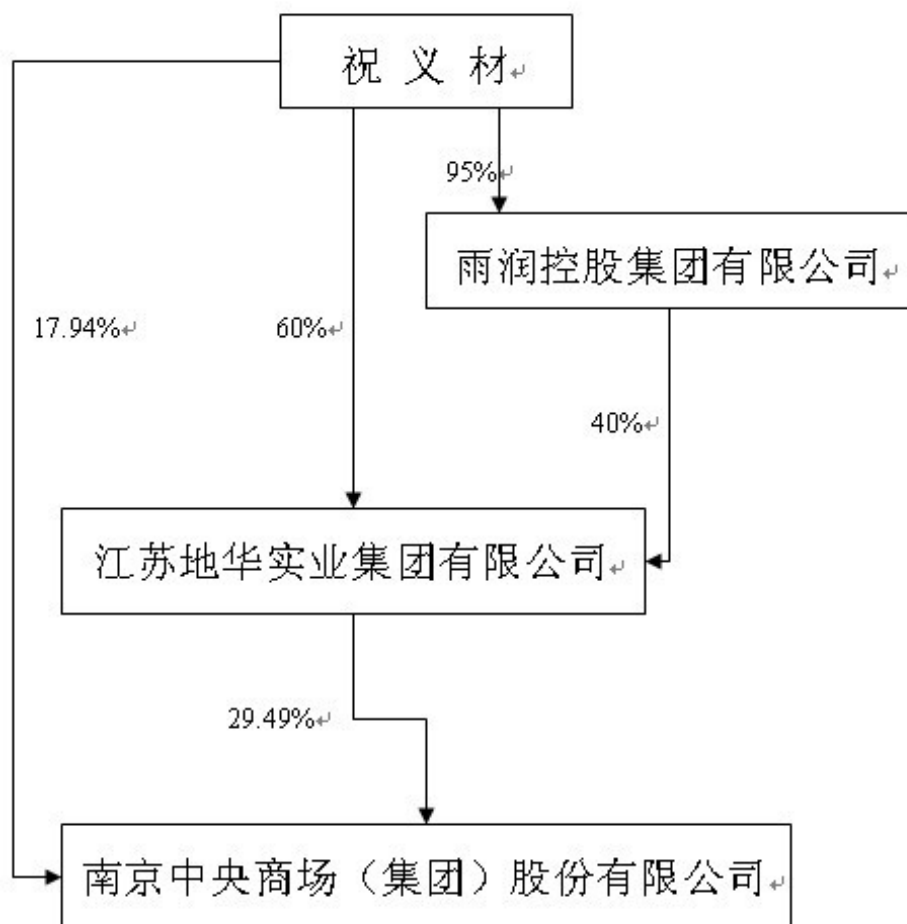 祝 义 材
95%
雨润控股集团有限公司
17.94%
60%
40%
江苏地华实业集团有限公司
29.49%
南京中央商场（集团）股份有限公司